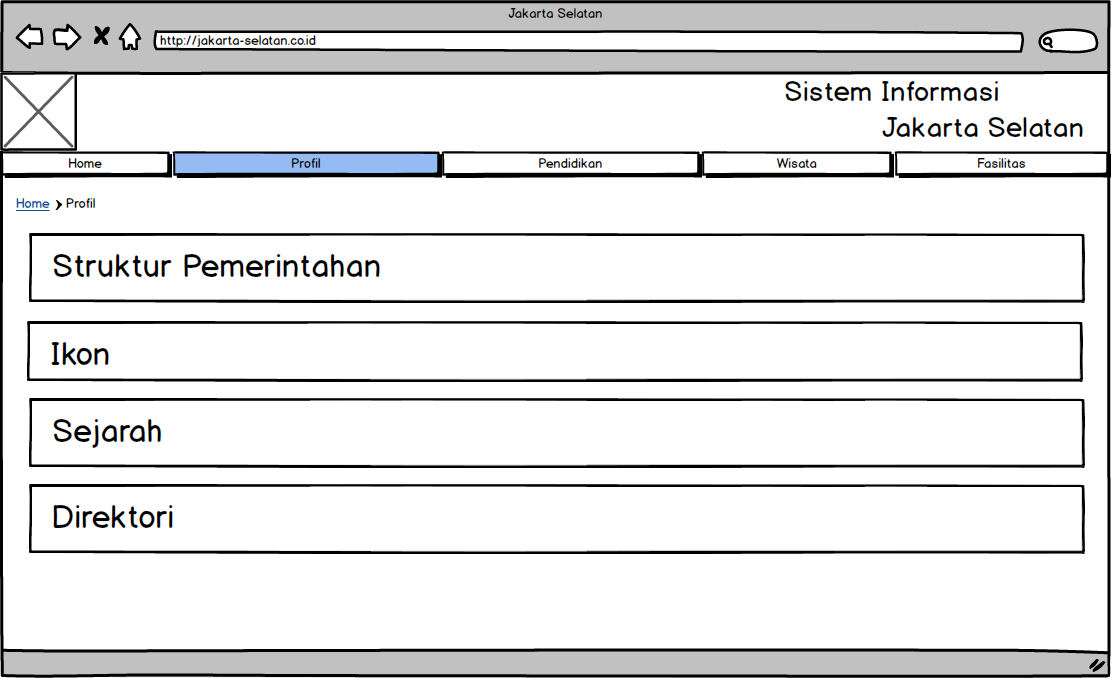 Jakarta Selatan
http://jakarta-selatan.co.id
Sistem Informasi
Jakarta Selatan
Home Profil Pendidikan Wisata Fasilitas
Home Profil
Struktur Pemerintahan
Ikon
Sejarah
Direktori